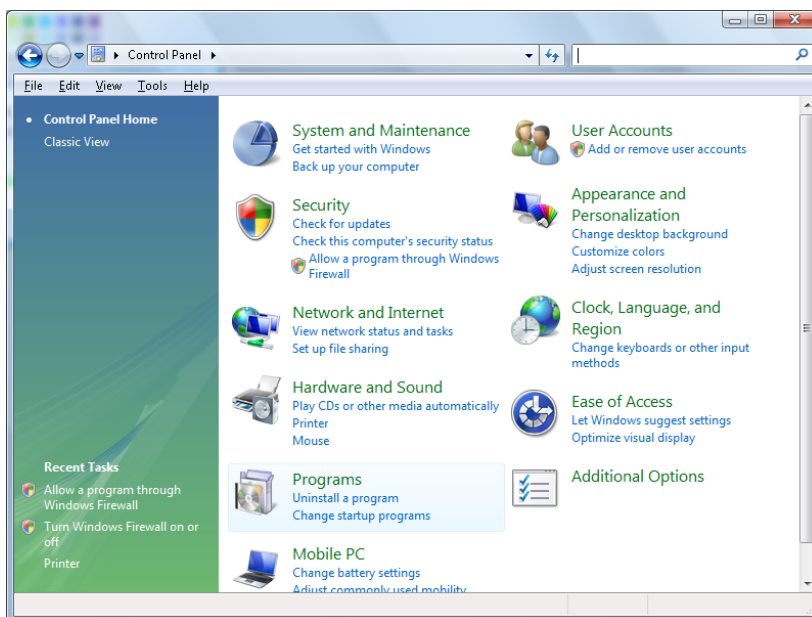 Control Panel
File Edit View Tools Help
Control Panel Home
Classic View
System and Maintenance
Get started with Windows
Back up your computer
Security
Check for updates
Check this computer's security status
Allow a program through Windows
Firewall
Network and Internet
View network status and tasks
Set up file sharing
Hardware and Sound
Play CDs or other media automatically
Printer
Mouse
Programs
Uninstall a program
Change startup programs
Mobile PC
Change battery settings
Adjust commonly used mobility
User Accounts
Add or remove user accounts
Appearance and
Personalization
Change desktop background
Customize colors
Adjust screen resolution
Clock, Language, and
Region
Change keyboards or other input
methods
Ease of Access
Let Windows suggest settings
Optimize visual display
Additional Options
Recent Tasks
Allow a program through
Windows Firewall
Turn Windows Firewall on or
off
Printer